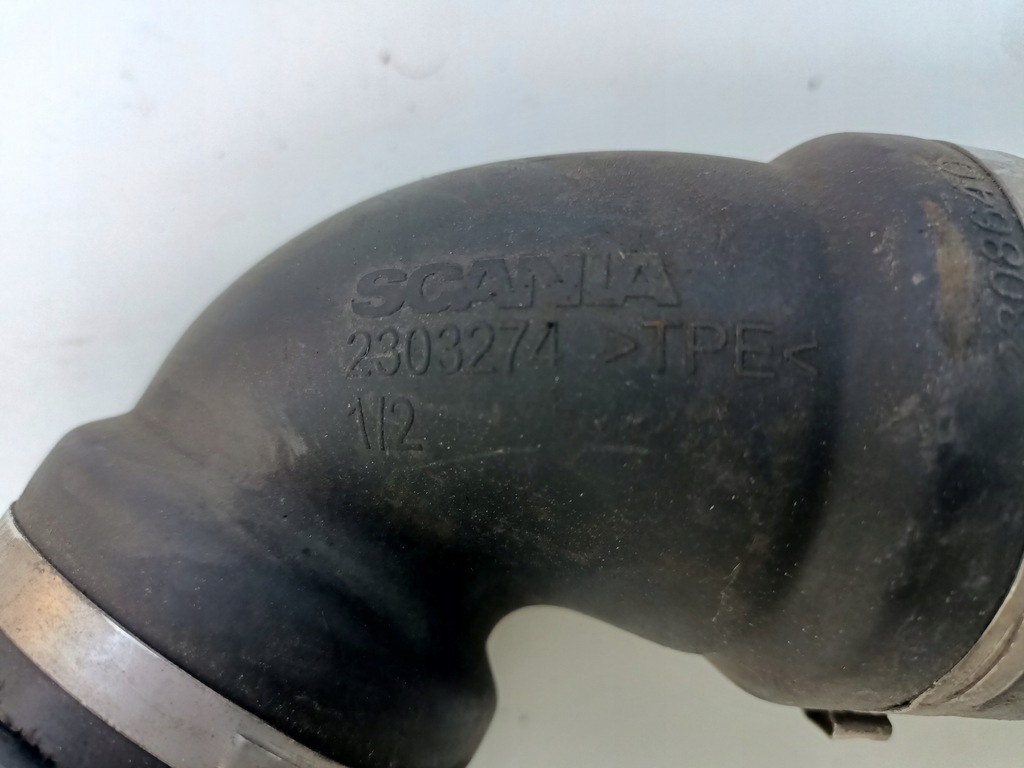 SCANIA
2303274 >TPE<
1/2